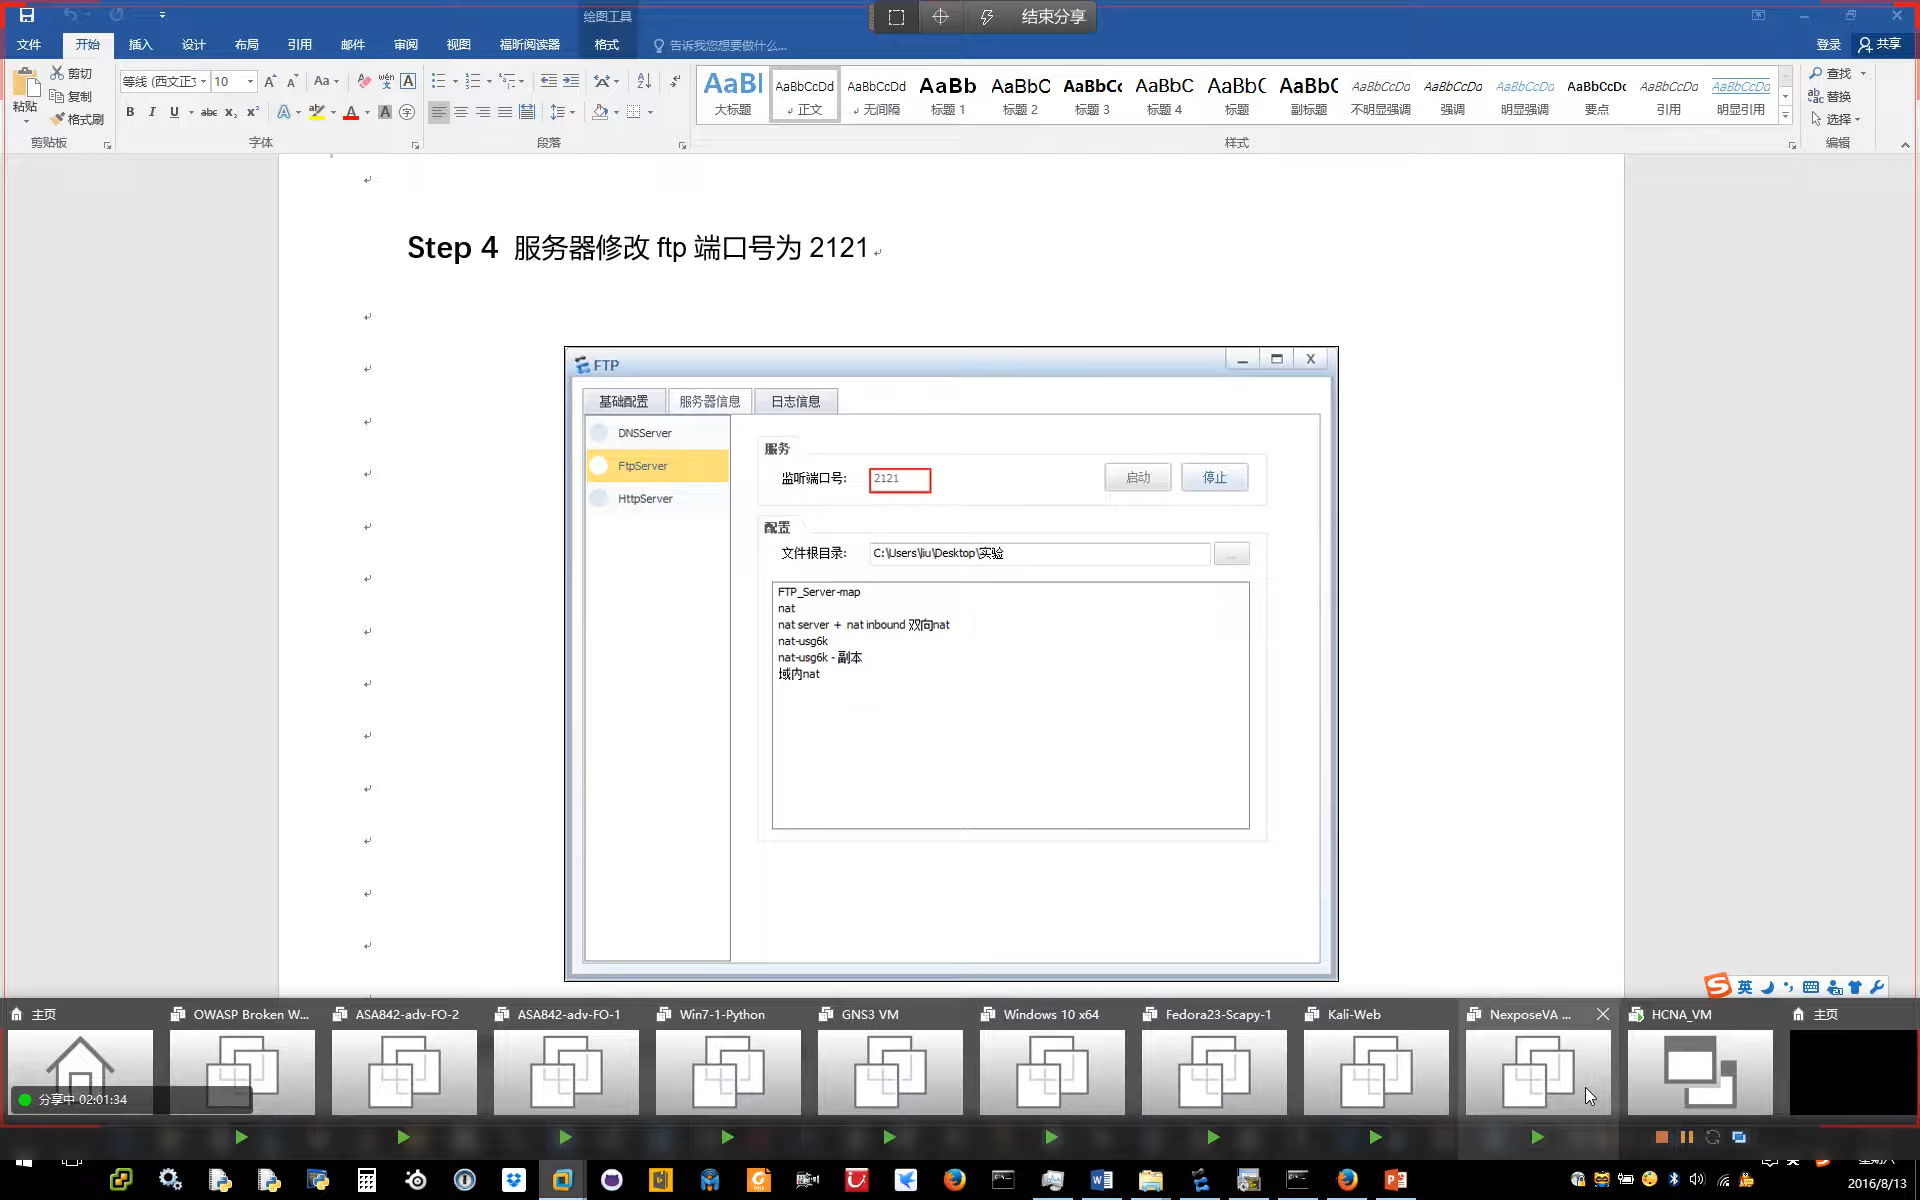 绘图工具
结束分享
文件 开始 插入 设计 布局 引用 邮件 审阅 视图 福昕阅读器 格式 告诉我您想要做什么... 登录 共享
剪切
复制
格式刷
粘贴
剪贴板
等线 (西文正 10
字体
段落
AaBl AaBbCcDd AaBbCcDd AaBb AaBbC AaBbCc AaBbC AaBb( AaBbC AaBbCcDd AaBbCcDd AaBbCcDd AaBbCcDc AaBbCcDd AaBbCcDd
大标题 正文 无间隔 标题 1 标题 2 标题 3 标题 4 标题 副标题 不明显强调 强调 明显强调 要点 引用 明显引用
样式
查找
替换
选择
编辑
Step 4 服务器修改 ftp 端口号为 2121
FTP
基础配置 服务器信息 日志信息
DNSServer
FtpServer
HttpServer
服务
监听端口号: 2121 启动 停止
配置
文件根目录: C:\Users\liu\Desktop\实验 ...
FTP_Server-map
nat
nat server + nat inbound 双向nat
nat-usg6k
nat-usg6k - 副本
域内nat
英
主页 OWASP Broken W... ASA842-adv-FO-2 ASA842-adv-FO-1 Win7-1-Python GNS3 VM Windows 10 x64 Fedora23-Scapy-1 Kali-Web NexposeVA ... HCNA_VM 主页
分享中 02:01:34
2016/8/13